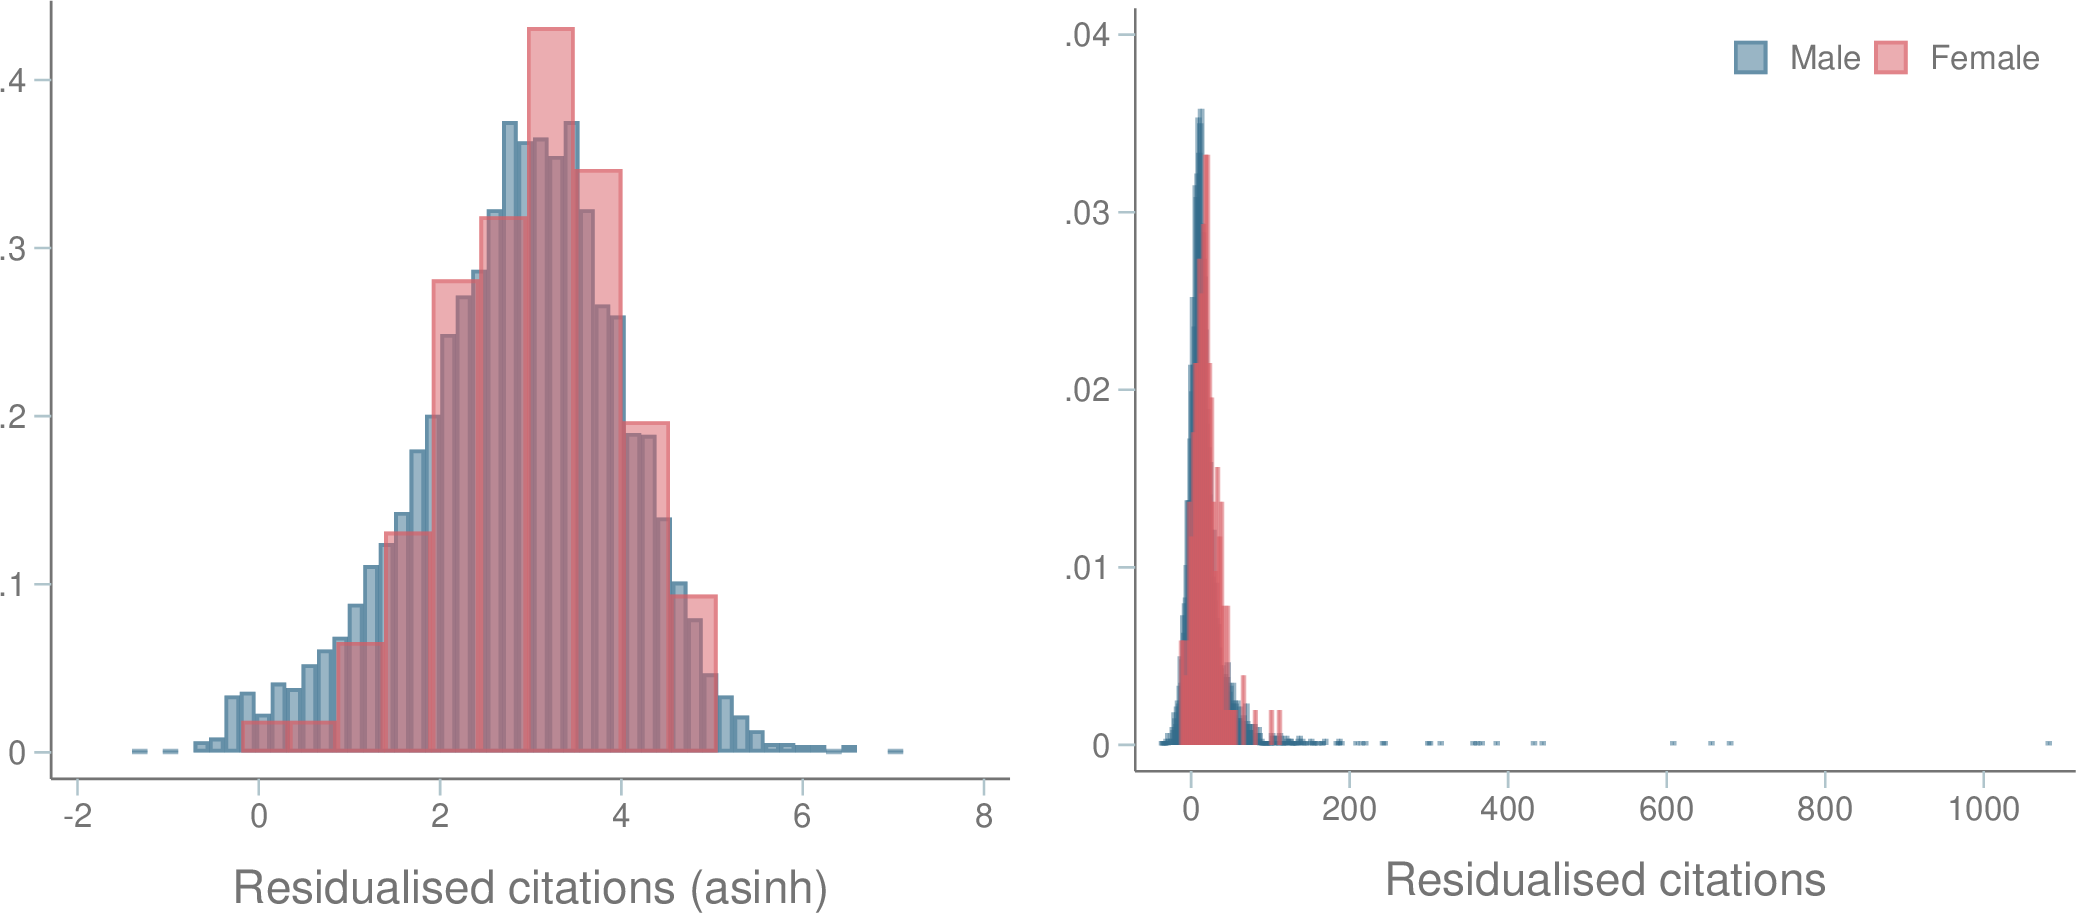 .4
.3
.2
.1
0
-2 0 2 4 6 8
Residualised citations (asinh)
Male Female
.04
.03
.02
.01
0
0 200 400 600 800 1000
Residualised citations